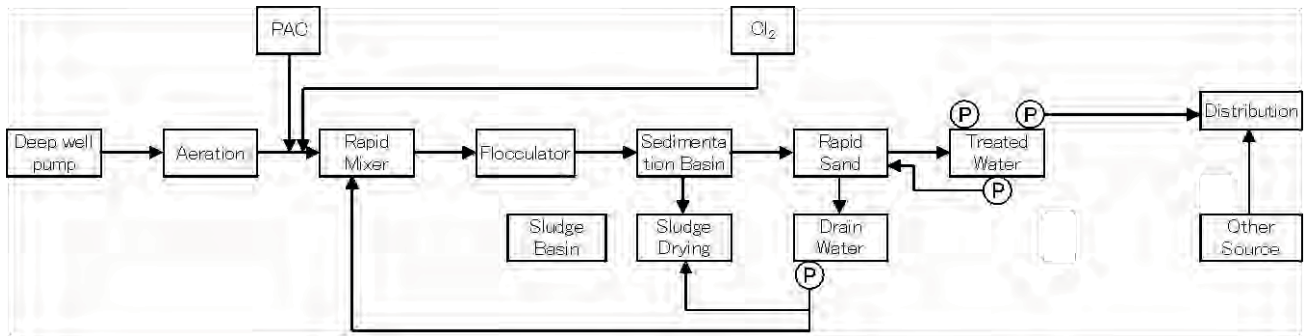 PAC
Cl₂
Deep well
pump
Aeration
Rapid
Mixer
Flocculator
Sedimenta
tion Basin
Rapid
Sand
P
P
Treated
Water
P
Distribution
Sludge
Basin
Sludge
Drying
Drain
Water
P
Other
Source